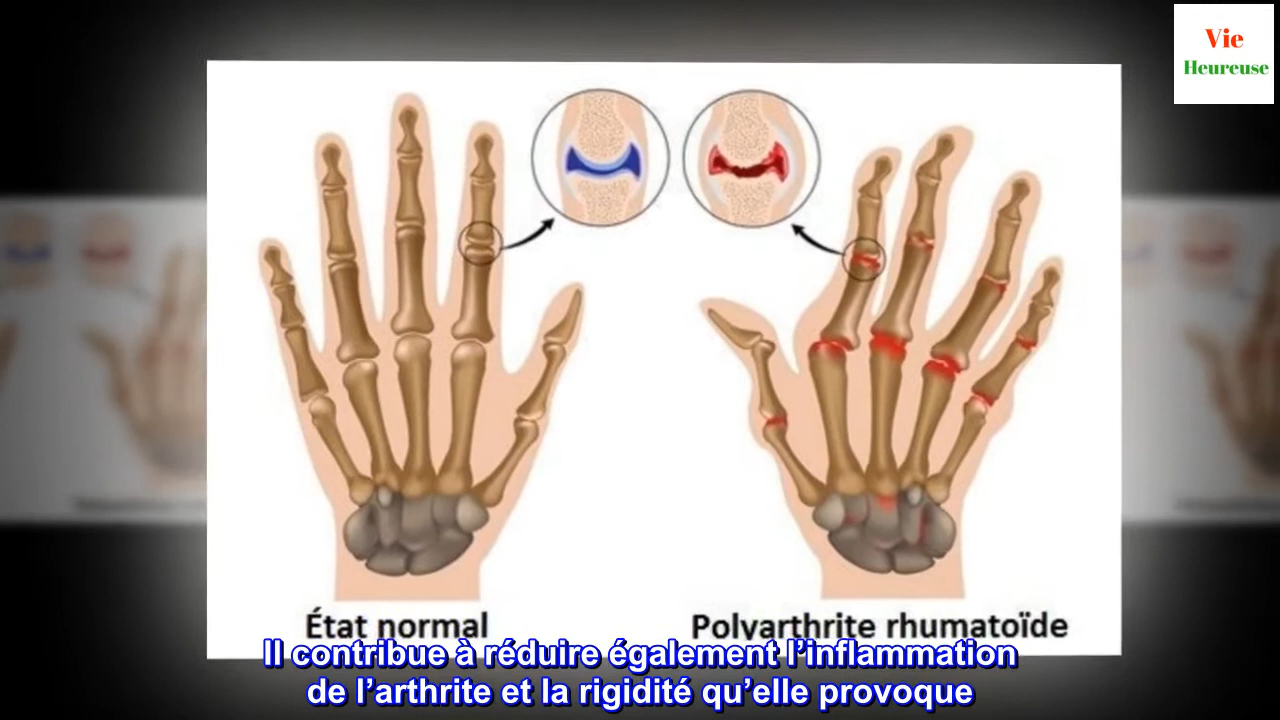 Vie
Heureuse
État normal
Polyarthrite rhumatoïde
Il contribue à réduire également l’inflammation
de l’arthrite et la rigidité qu’elle provoque